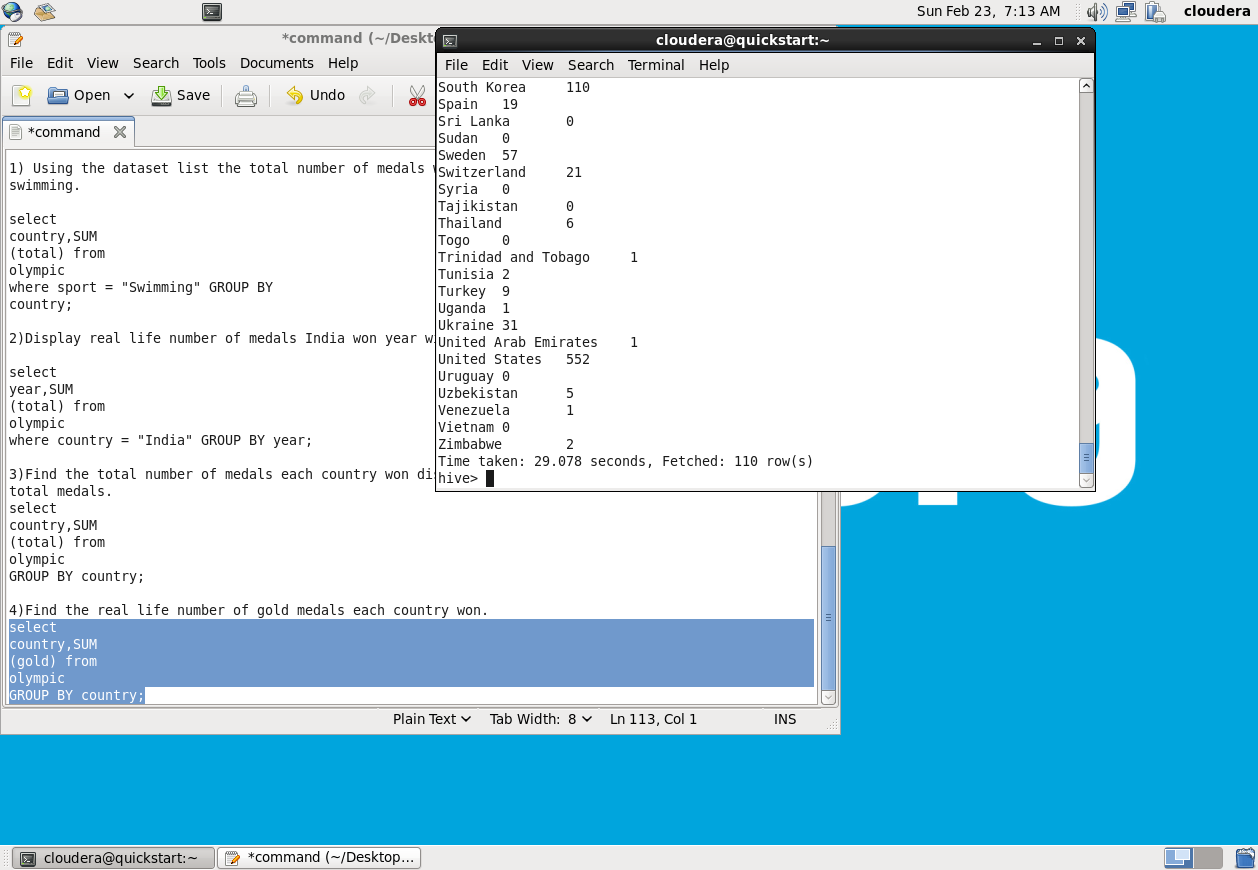 Sun Feb 23, 7:13 AM
cloudera
*command (~/Deskto
File Edit View Search Tools Documents Help
Open Save Undo
*command
1) Using the dataset list the total number of medals
swimming.
select
country,SUM
(total) from
olympic
where sport = "Swimming" GROUP BY
country;
2)Display real life number of medals India won year
select
year,SUM
(total) from
olympic
where country = "India" GROUP BY year;
3)Find the total number of medals each country won
total medals.
select
country,SUM
(total) from
olympic
GROUP BY country;
4)Find the real life number of gold medals each country won.
select
country,SUM
(gold) from
olympic
GROUP BY country;
Plain Text Tab Width: 8 Ln 113, Col 1 INS
cloudera@quickstart:~
File Edit View Search Terminal Help
South Korea 110
Spain 19
Sri Lanka 0
Sudan 0
Sweden 57
Switzerland 21
Syria 0
Tajikistan 0
Thailand 6
Togo 0
Trinidad and Tobago 1
Tunisia 2
Turkey 9
Uganda 1
Ukraine 31
United Arab Emirates 1
United States 552
Uruguay 0
Uzbekistan 5
Venezuela 1
Vietnam 0
Zimbabwe 2
Time taken: 29.078 seconds, Fetched: 110 row(s)
hive>
cloudera@quickstart:~
*command (~/Desktop...